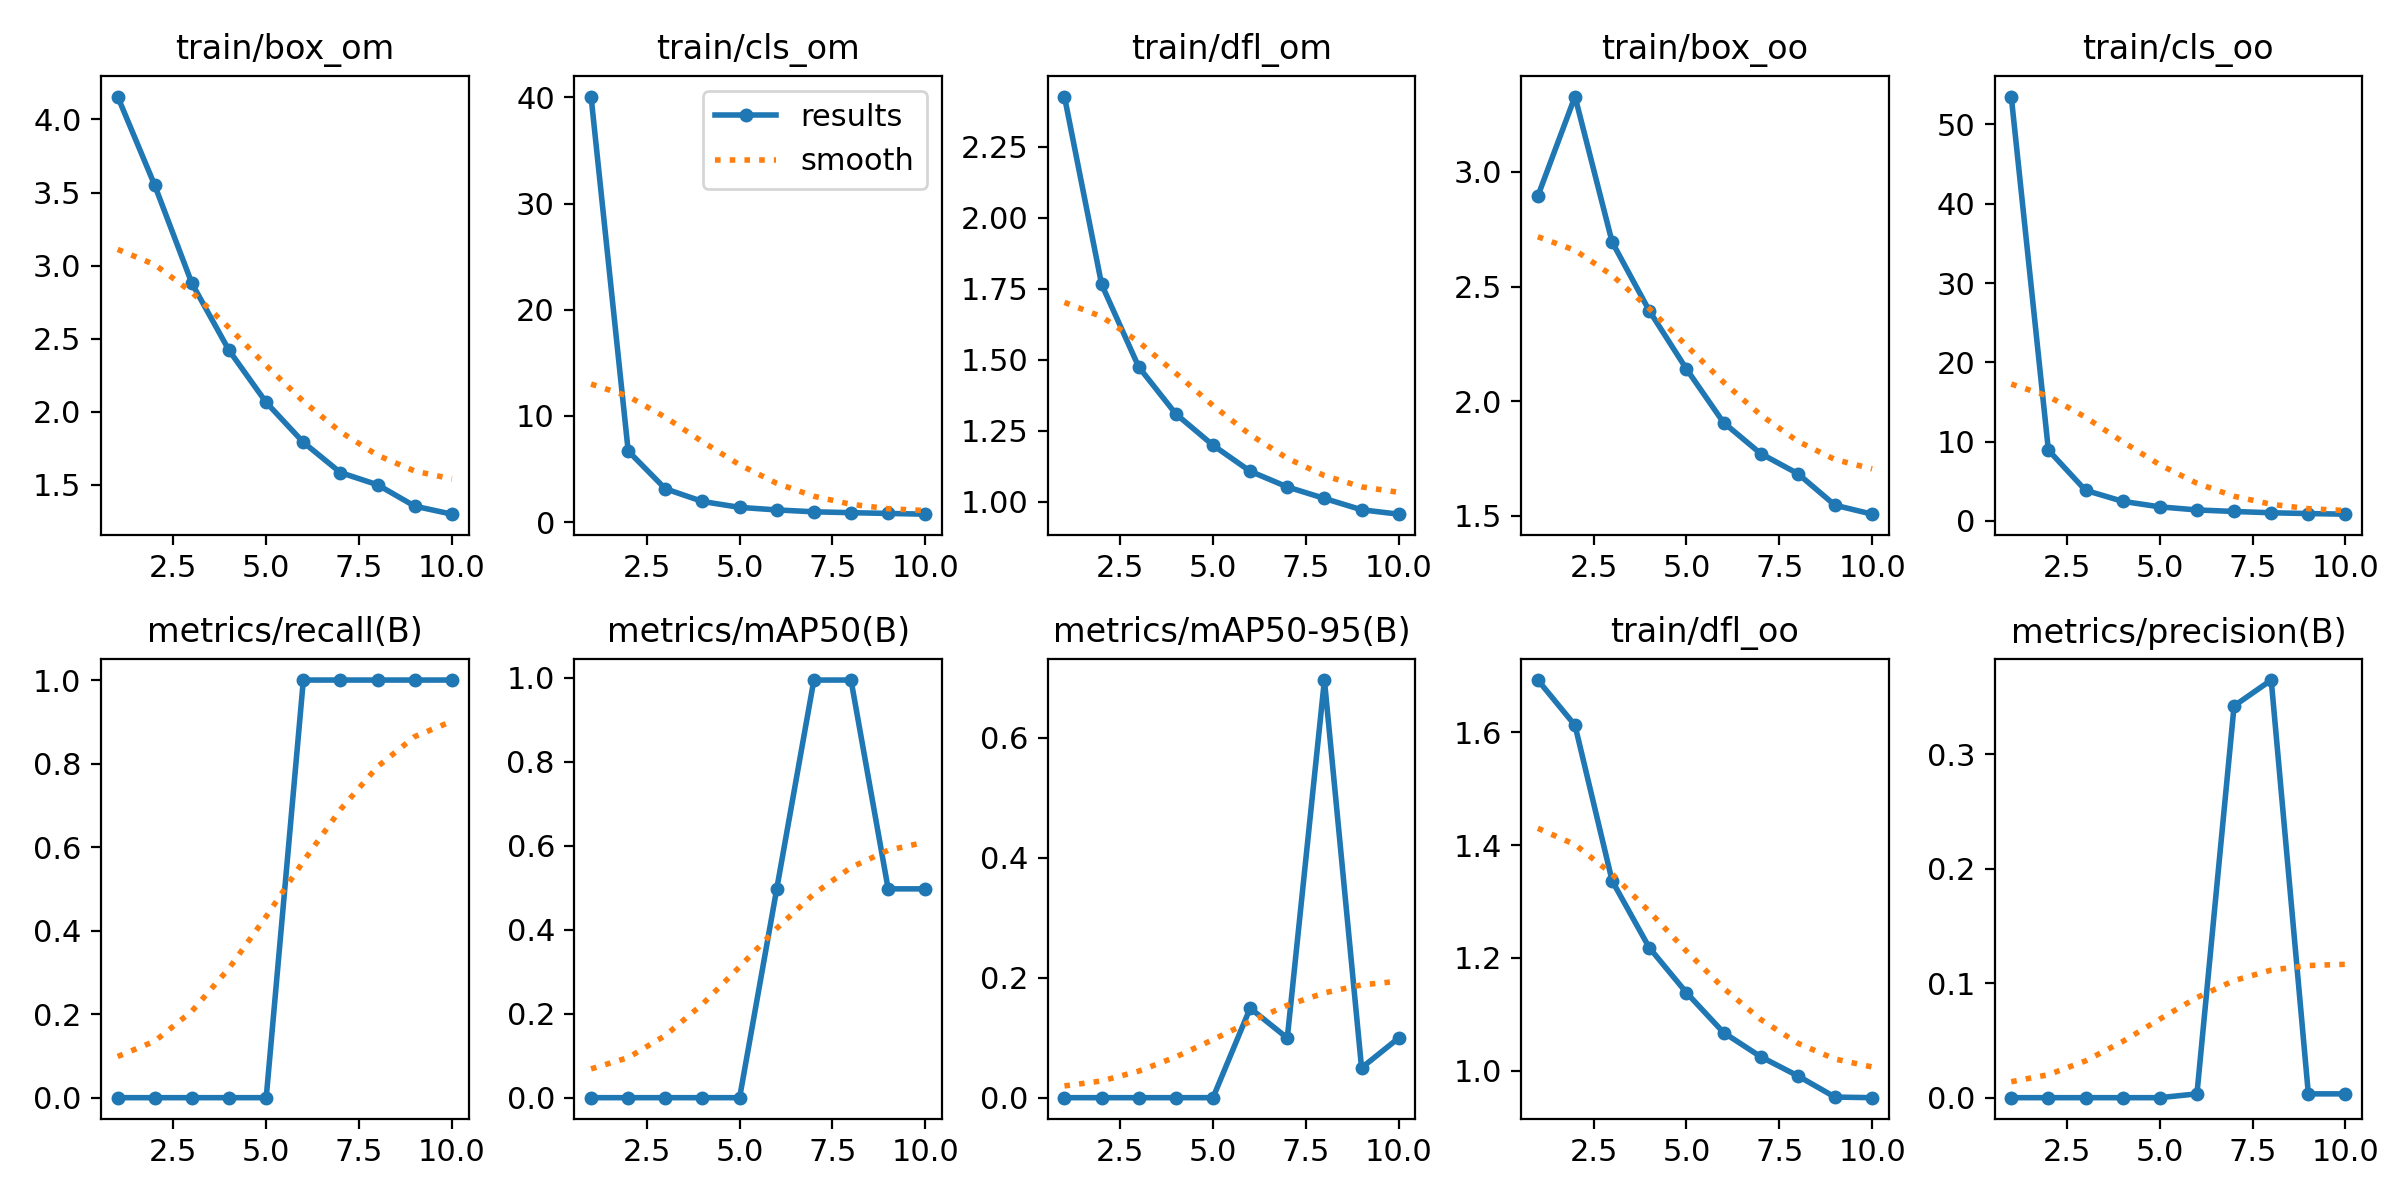 train/box_om
train/cls_om
train/dfl_om
train/box_oo
train/cls_oo
4.0
3.5
3.0
2.5
2.0
1.5
2.5 5.0 7.5 10.0
40
30
20
10
0
results
smooth
2.5 5.0 7.5 10.0
2.25
2.00
1.75
1.50
1.25
1.00
2.5 5.0 7.5 10.0
3.0
2.5
2.0
1.5
2.5 5.0 7.5 10.0
50
40
30
20
10
0
2.5 5.0 7.5 10.0
metrics/recall(B)
metrics/mAP50(B)
metrics/mAP50-95(B)
train/dfl_oo
metrics/precision(B)
1.0
0.8
0.6
0.4
0.2
0.0
2.5 5.0 7.5 10.0
1.0
0.8
0.6
0.4
0.2
0.0
2.5 5.0 7.5 10.0
0.6
0.4
0.2
0.0
2.5 5.0 7.5 10.0
1.6
1.4
1.2
1.0
2.5 5.0 7.5 10.0
0.3
0.2
0.1
0.0
2.5 5.0 7.5 10.0